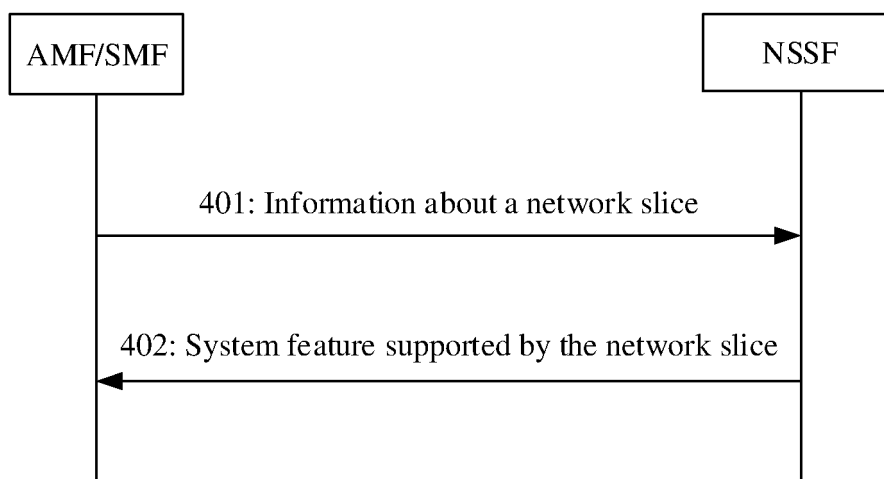 AMF/SMF
NSSF
401: Information about a network slice
402: System feature supported by the network slice